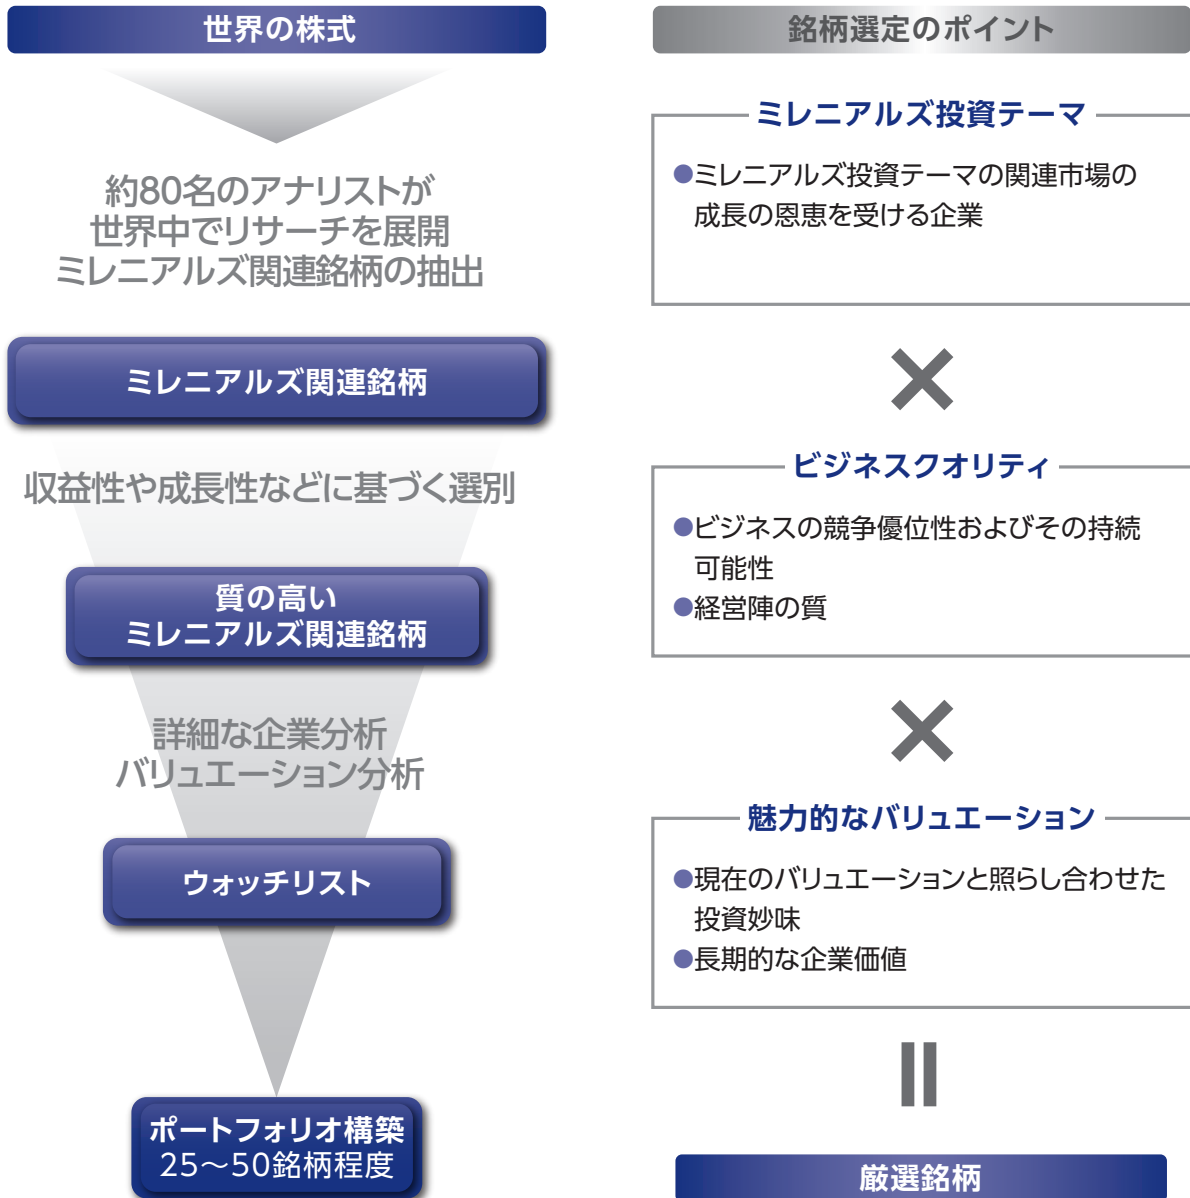 世界の株式
約80名のアナリストが
世界中でリサーチを展開
ミレニアルズ関連銘柄の抽出
ミレニアルズ関連銘柄
収益性や成長性などに基づく選別
質の高い
ミレニアルズ関連銘柄
詳細な企業分析
バリュエーション分析
ウォッチリスト
ポートフォリオ構築
25〜50銘柄程度
銘柄選定のポイント
ミレニアルズ投資テーマ
●ミレニアルズ投資テーマの関連市場の
成長の恩恵を受ける企業
×
ビジネスクオリティ
●ビジネスの競争優位性およびその持続
可能性
●経営陣の質
×
魅力的なバリュエーション
●現在のバリュエーションと照らし合わせた
投資妙味
●長期的な企業価値
厳選銘柄